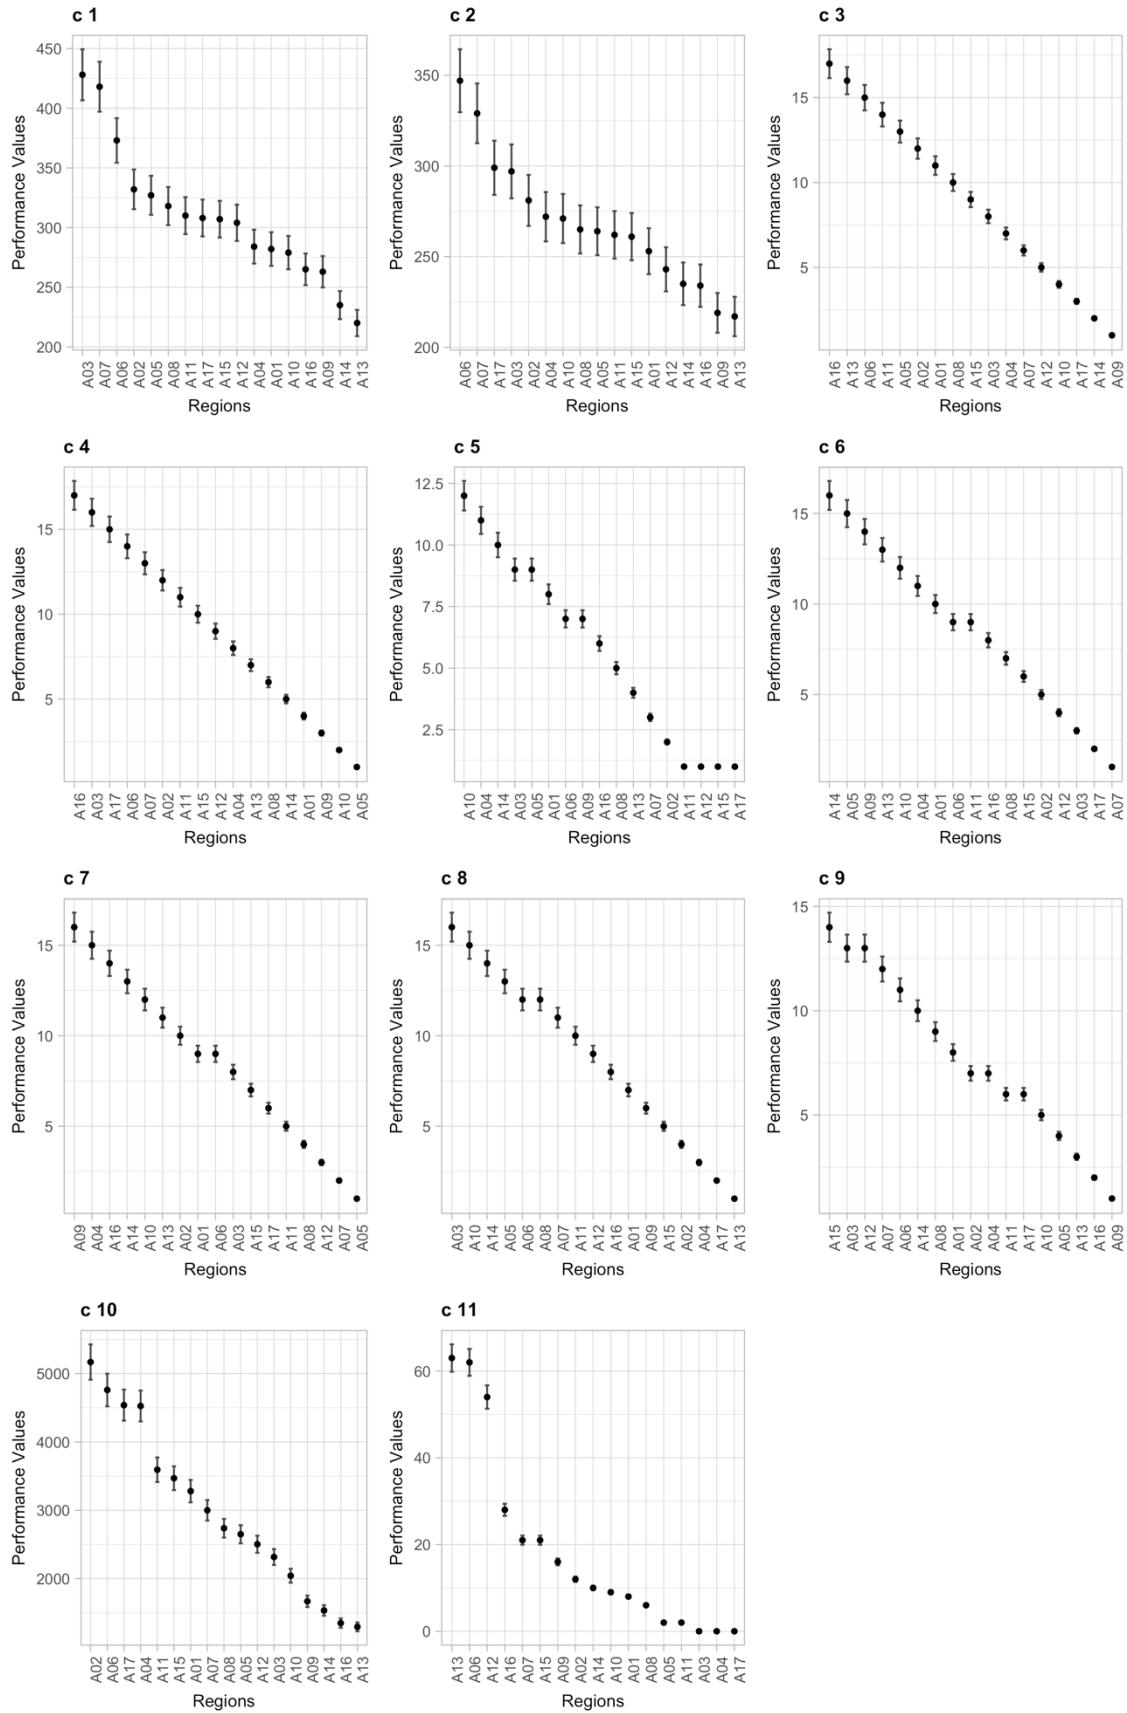 c 1
Performance Values
450
400
350
300
250
200
A03 A07 A06 A02 A05 A08 A11 A17 A15 A12 A04 A01 A10 A16 A09 A14 A13
Regions
c 2
Performance Values
350
300
250
200
A06 A07 A17 A03 A02 A04 A10 A08 A05 A11 A15 A01 A12 A14 A16 A09 A13
Regions
c 3
Performance Values
15
10
5
A16 A13 A06 A11 A05 A02 A01 A08 A15 A03 A04 A07 A12 A10 A17 A14 A09
Regions
c 4
Performance Values
15
10
5
A16 A03 A17 A06 A07 A02 A11 A15 A12 A04 A13 A08 A14 A01 A09 A10 A05
Regions
c 5
Performance Values
12.5
10.0
7.5
5.0
2.5
A10 A04 A14 A03 A05 A01 A06 A09 A16 A08 A13 A07 A02 A11 A12 A15 A17
Regions
c 6
Performance Values
15
10
5
A14 A05 A09 A13 A10 A04 A01 A06 A11 A16 A08 A15 A02 A12 A03 A17 A07
Regions
c 7
Performance Values
15
10
5
A09 A04 A16 A14 A10 A13 A02 A01 A06 A03 A15 A17 A11 A08 A12 A07 A05
Regions
c 8
Performance Values
15
10
5
A03 A10 A14 A05 A06 A08 A07 A11 A12 A16 A01 A09 A15 A02 A04 A17 A13
Regions
c 9
Performance Values
15
10
5
A15 A03 A12 A07 A06 A14 A08 A01 A02 A04 A11 A17 A10 A05 A13 A16 A09
Regions
c 10
Performance Values
5000
4000
3000
2000
A02 A06 A17 A04 A11 A15 A01 A07 A08 A05 A12 A03 A10 A09 A14 A16 A13
Regions
c 11
Performance Values
60
40
20
0
A13 A06 A12 A16 A07 A15 A09 A02 A14 A10 A01 A08 A05 A11 A03 A04 A17
Regions